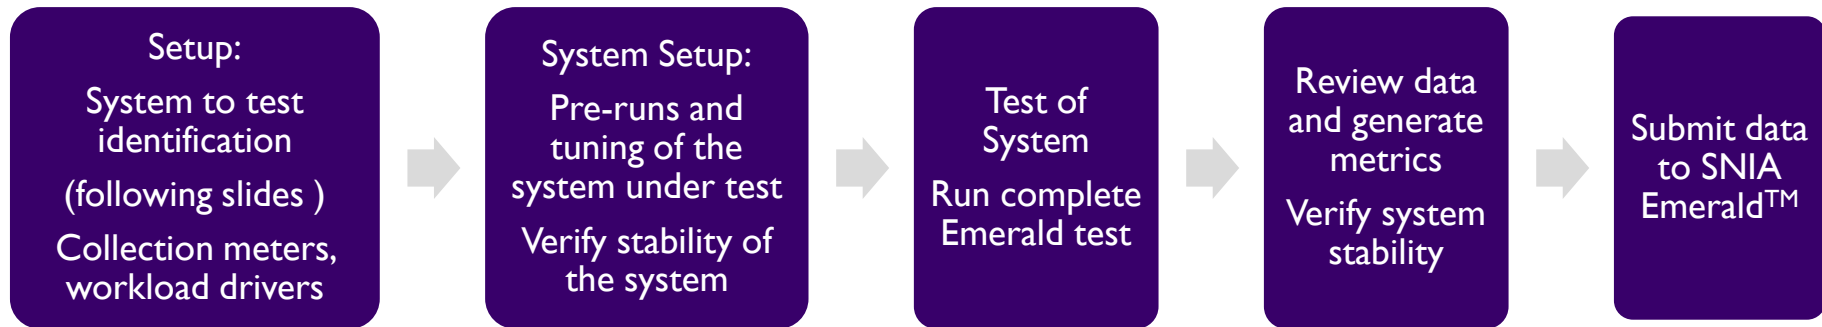 Setup:
System to test
identification
(following slides )
Collection meters,
workload drivers
System Setup:
Pre-runs and
tuning of the
system under test
Verify stability of
the system
Test of
System
Run complete
Emerald test
Review data
and generate
metrics
Verify system
stability
Submit data
to SNIA
Emerald™